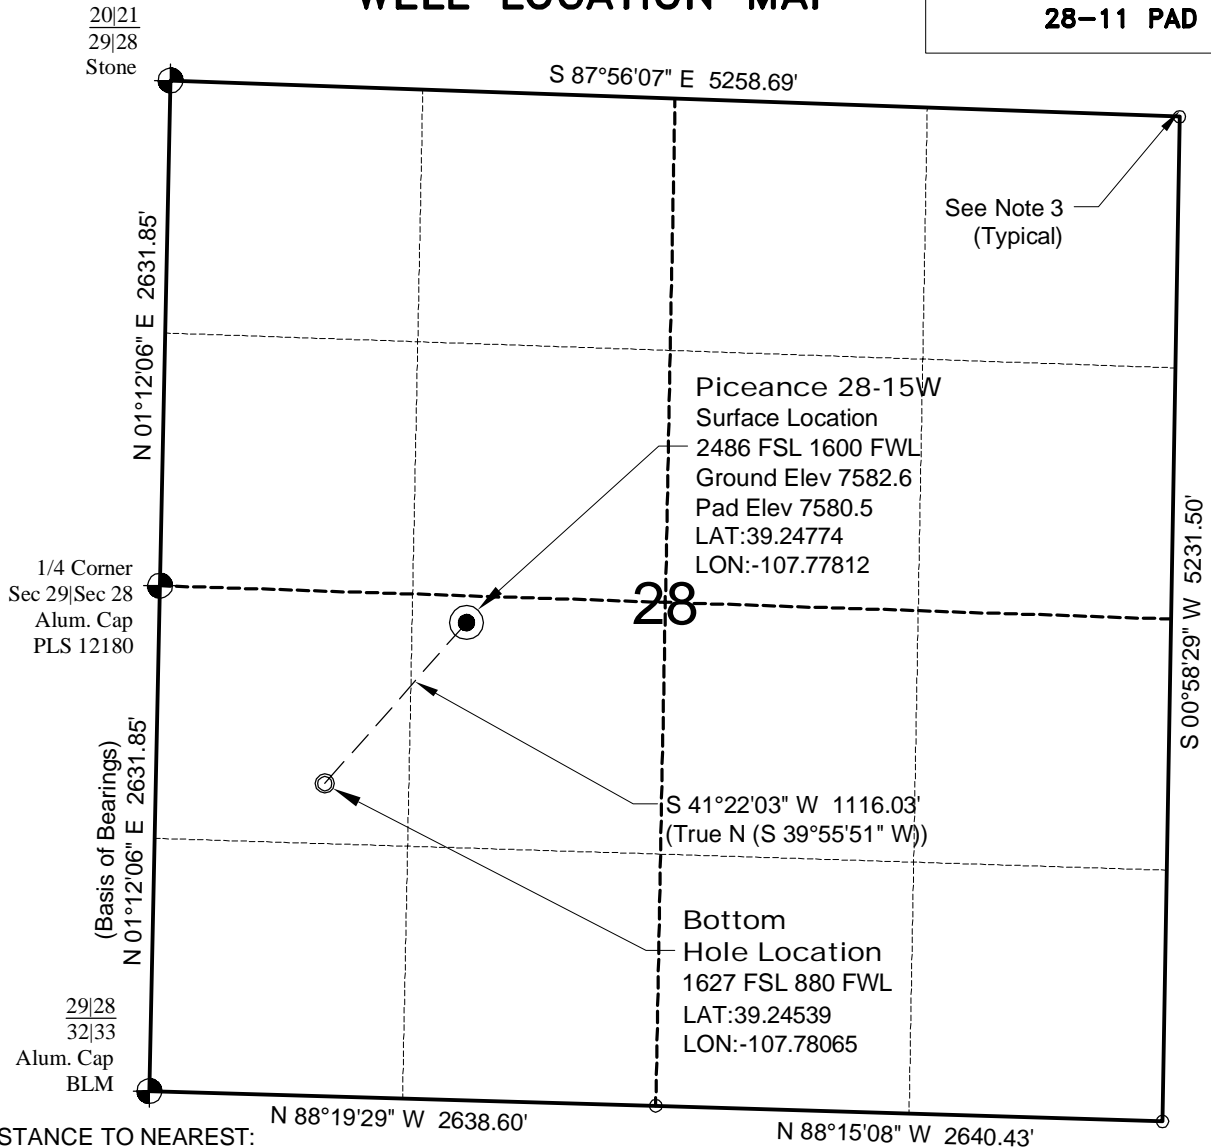 WELL LOCATION MAP
28-11 PAD
20|21
29|28
Stone
S 87°56'07" E 5258.69'
See Note 3
(Typical)
N 01°12'06" E 2631.85'
Piceance 28-15W
Surface Location
2486 FSL 1600 FWL
Ground Elev 7582.6
Pad Elev 7580.5
LAT:39.24774
LON:-107.77812
1/4 Corner
Sec 29|Sec 28
Alum. Cap
PLS 12180
28
S 00°58'29" W 5231.50'
(Basis of Bearings)
N 01°12'06" E 2631.85'
S 41°22'03" W 1116.03'
(True N (S 39°55'51" W))
Bottom
Hole Location
1627 FSL 880 FWL
LAT:39.24539
LON:-107.78065
29|28
32|33
Alum. Cap
BLM
N 88°19'29" W 2638.60'
N 88°15'08" W 2640.43'
STANCE TO NEAREST: